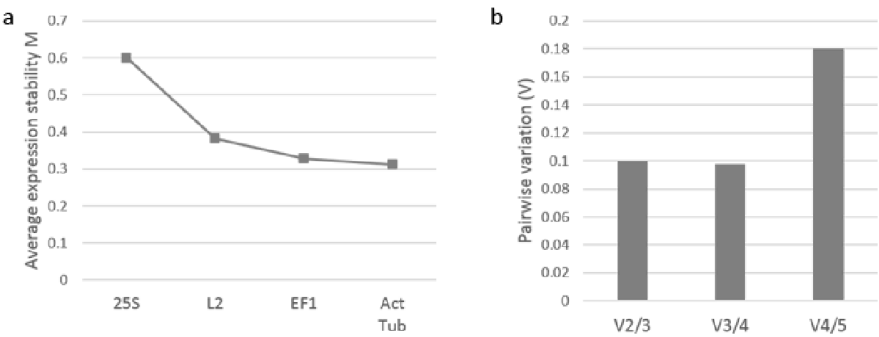 a
Average expression stability M
0.7
0.6
0.5
0.4
0.3
0.2
0.1
0
25S L2 EF1 Act
Tub
b
Pairwise variation (V)
0.2
0.18
0.16
0.14
0.12
0.1
0.08
0.06
0.04
0.02
0
V2/3 V3/4 V4/5